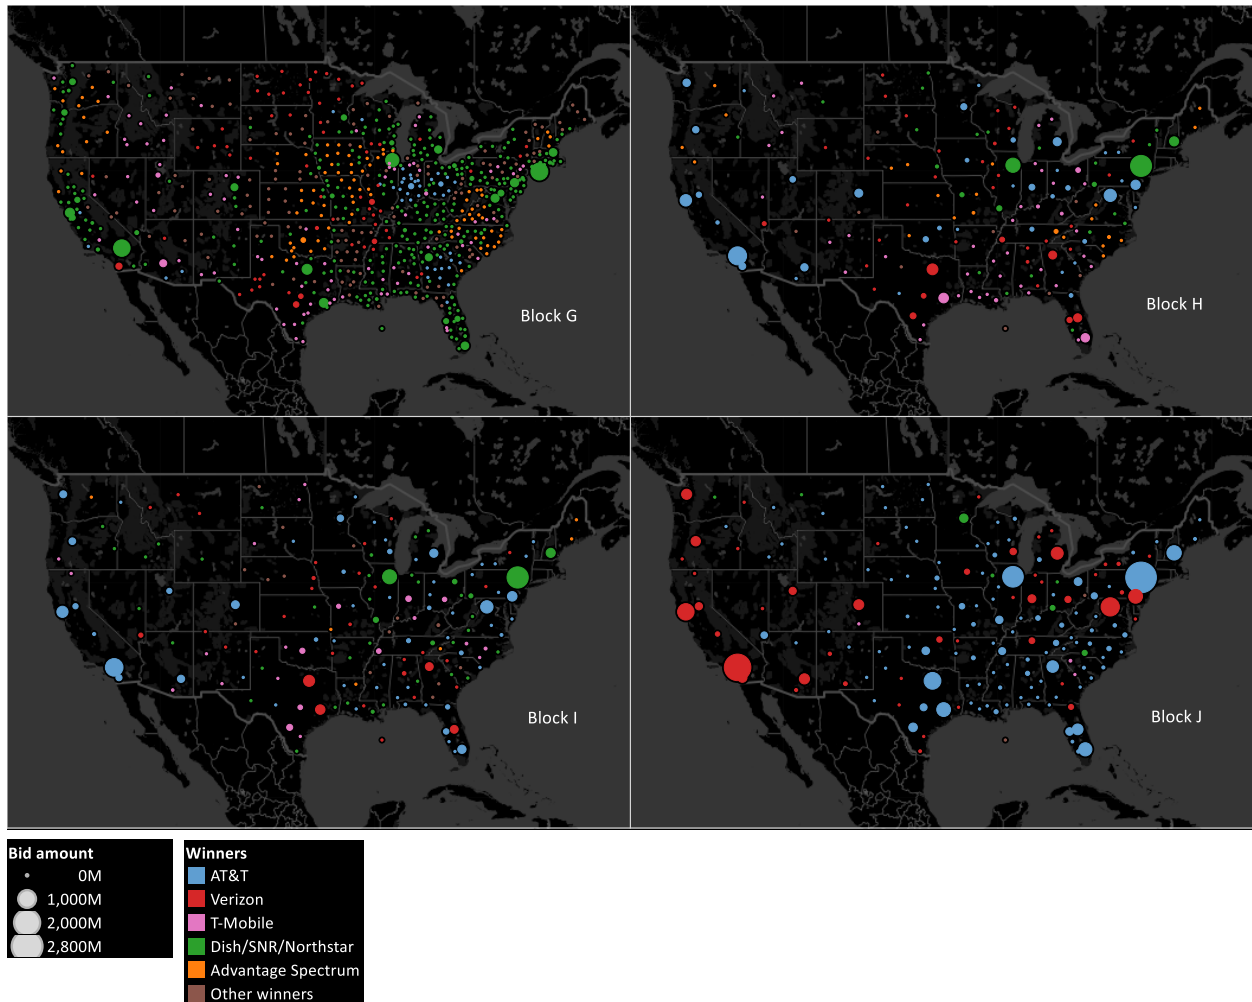 Block G
Block H
Block I
Block J
Bid amount
0M
1,000M
2,000M
2,800M
Winners
AT&T
Verizon
T-Mobile
Dish/SNR/Northstar
Advantage Spectrum
Other winners